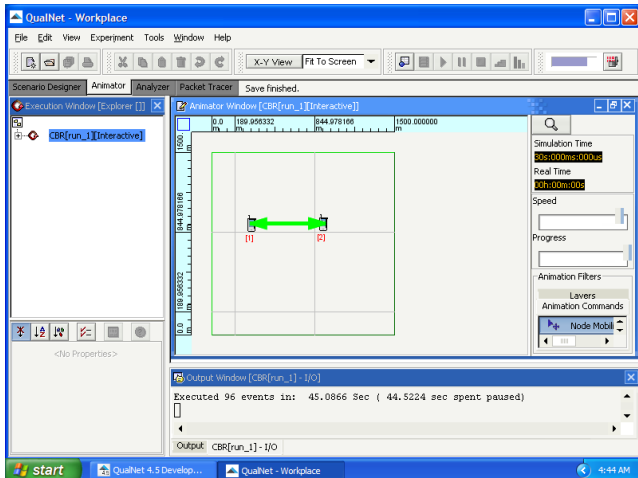 QualNet - Workplace
File Edit View Experiment Tools Window Help
X-Y View Fit To Screen
Scenario Designer Animator Analyzer Packet Tracer Save finished.
Execution Window [Explorer []]
CBR[run_1][Interactive]
<No Properties>
Animator Window [CBR[run_1][Interactive]]
0.0 189.956332 844.978166 1500.000000
m m m m
1500.
844.978166
m
189.956332
m
0.0
m
1
[1]
[2]
Simulation Time
30s:000ms:000us
Real Time
00h:00m:00s
Speed
Progress
Animation Filters
Layers
Animation Commands
Node Mobili
Output Window [CBR[run_1] - I/O]
Executed 96 events in: 45.0866 Sec ( 44.5224 sec spent paused)
Output CBR[run_1] - I/O
start QualNet 4.5 Develop... QualNet - Workplace 4:44 AM